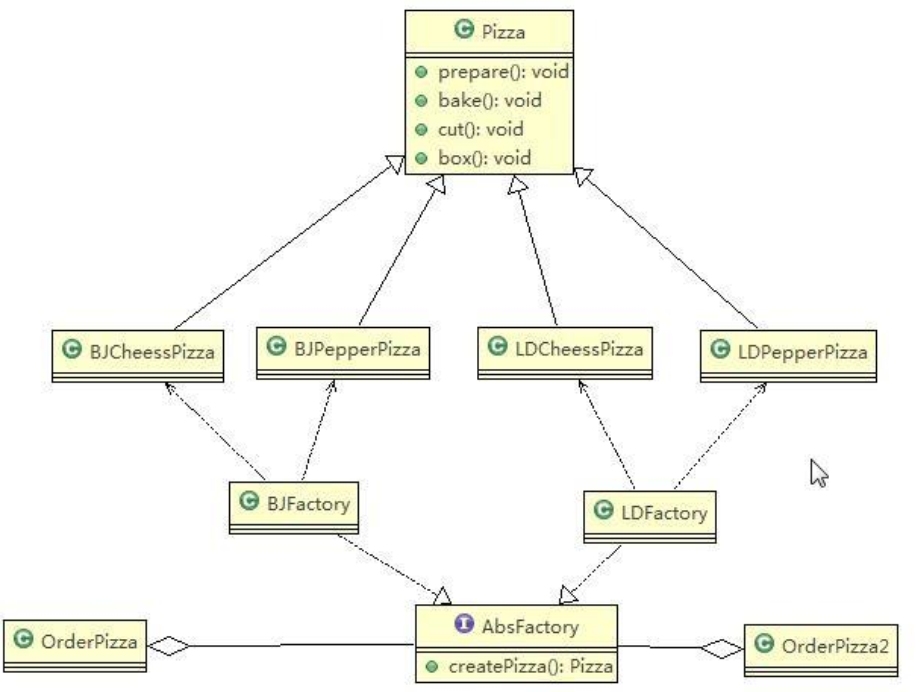 C Pizza
prepare(): void
bake(): void
cut(): void
box(): void
C BJCheessPizza
C BJPepperPizza
C LDCheessPizza
C LDPepperPizza
C BJFactory
C LDFactory
C OrderPizza
I AbsFactory
createPizza(): Pizza
C OrderPizza2